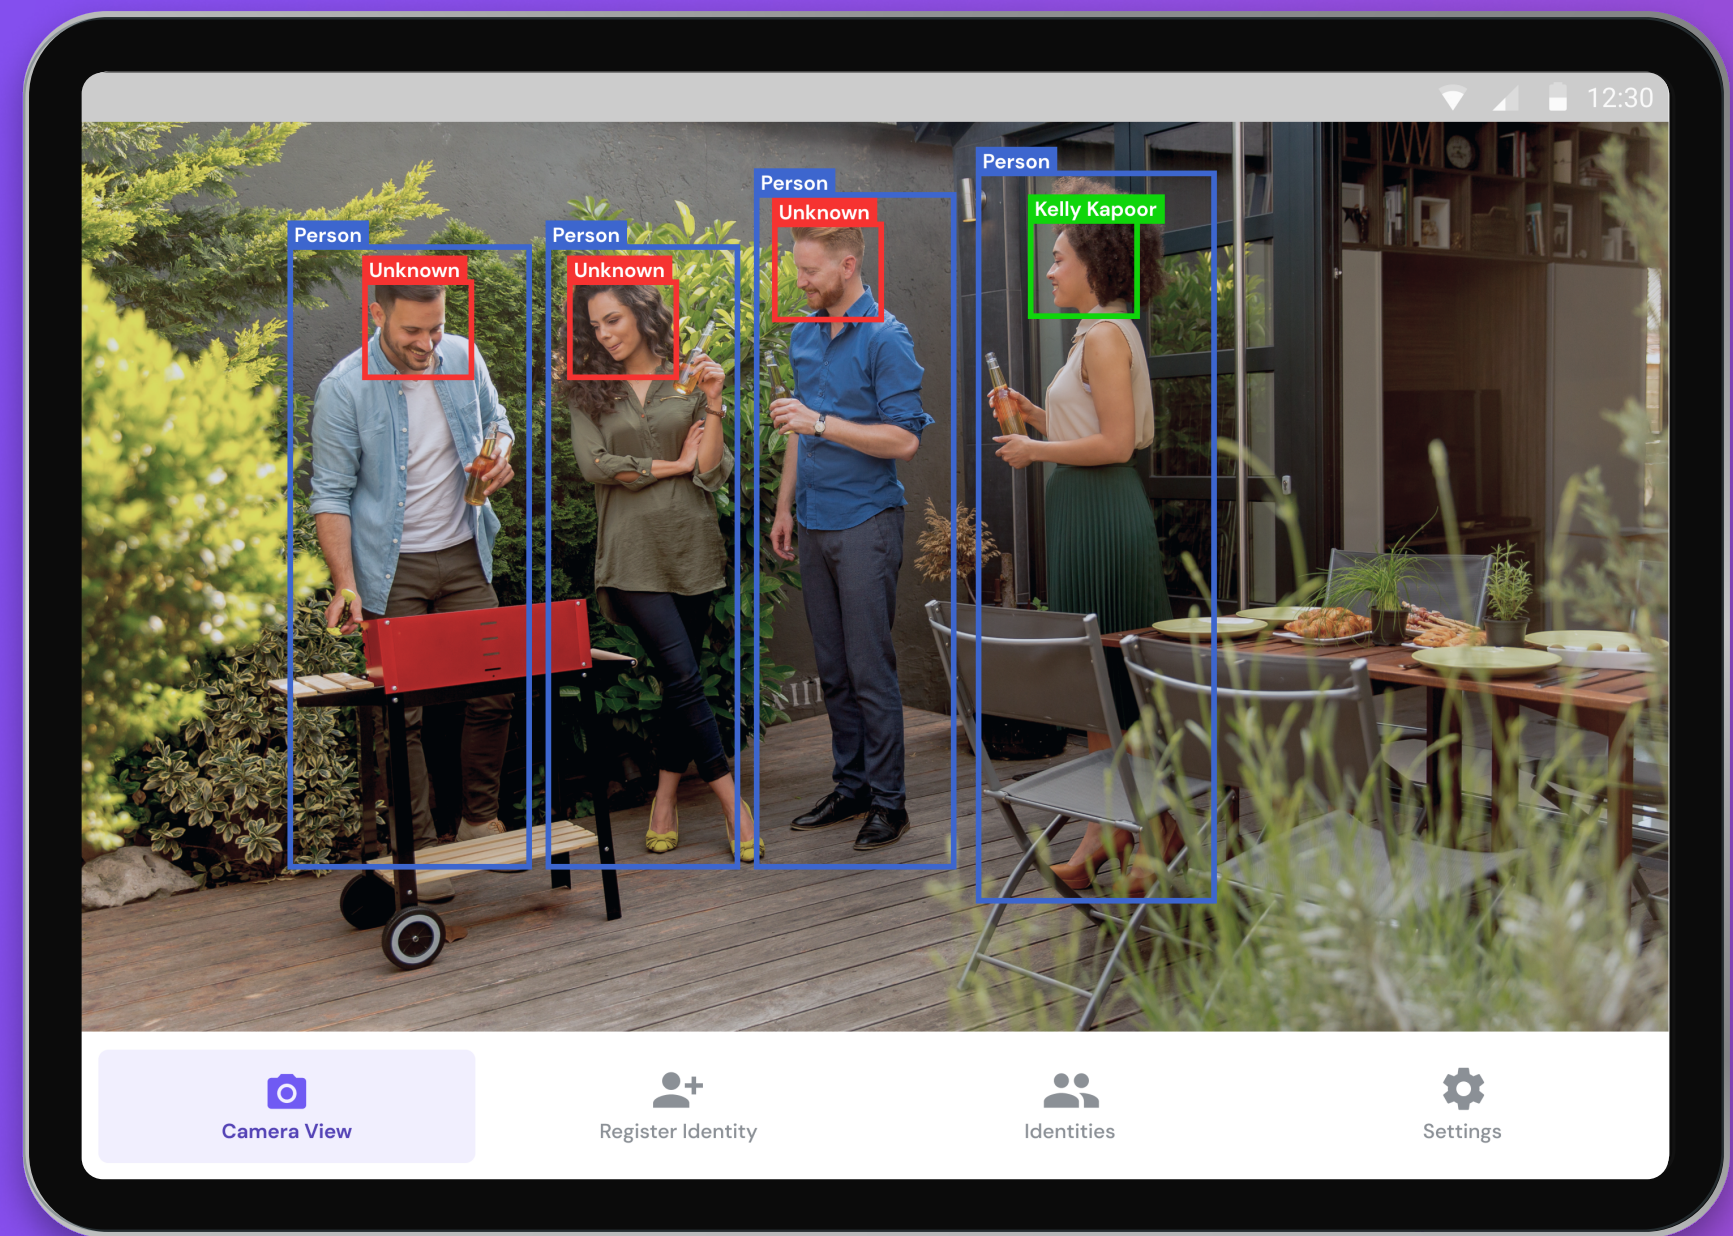 12:30
Person
Person
Kelly Kapoor
Unknown
Person
Person
Unknown
Unknown
Camera View
Register Identity
Identities
Settings